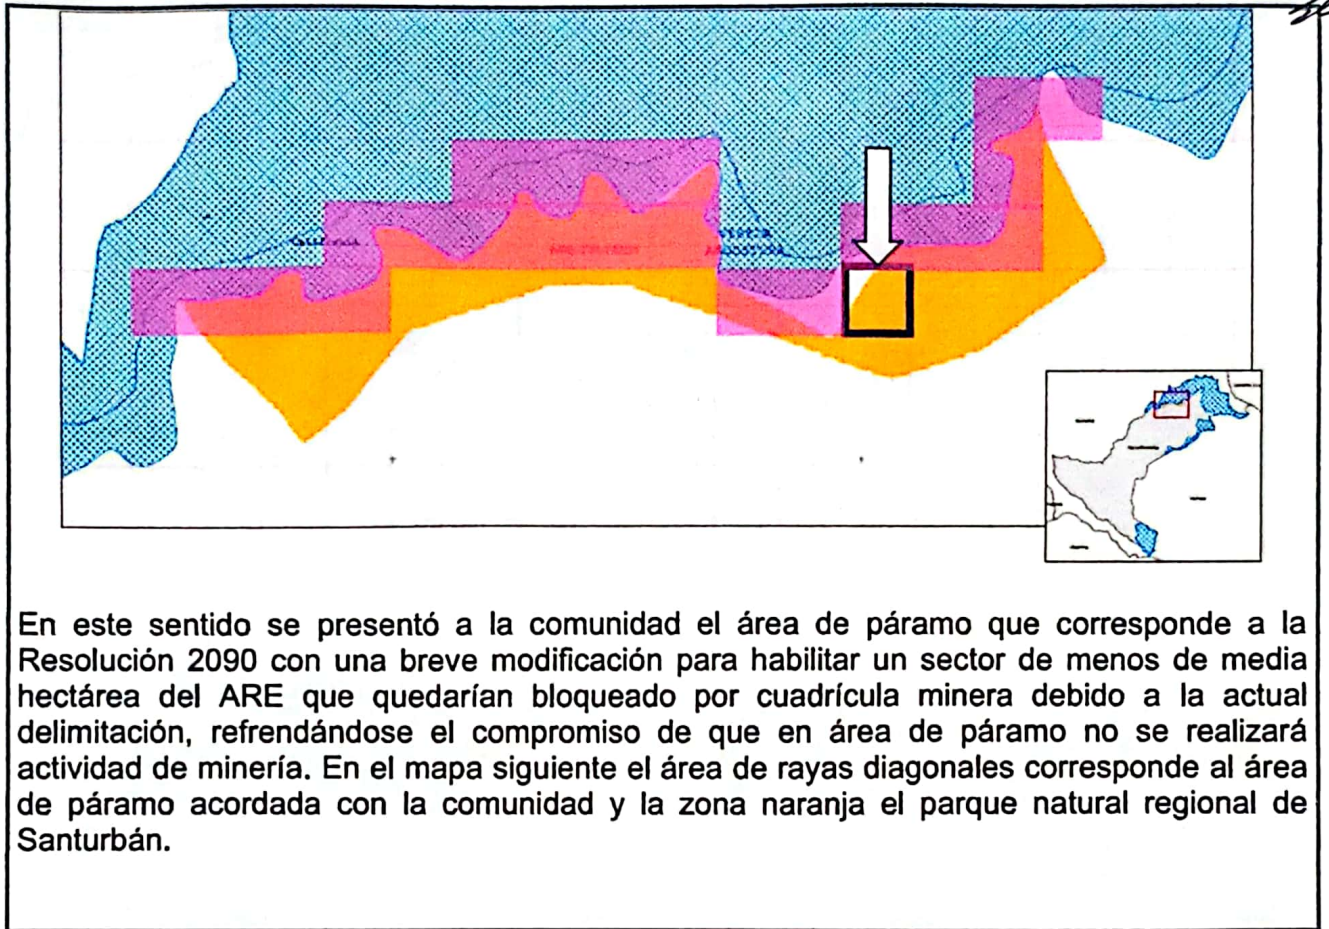 En este sentido se presentó a la comunidad el área de páramo que corresponde a la
Resolución 2090 con una breve modificación para habilitar un sector de menos de media
hectárea del ARE que quedarían bloqueado por cuadrícula minera debido a la actual
delimitación, refrendándose el compromiso de que en área de páramo no se realizará
actividad de minería. En el mapa siguiente el área de rayas diagonales corresponde al área
de páramo acordada con la comunidad y la zona naranja el parque natural regional de
Santurbán.